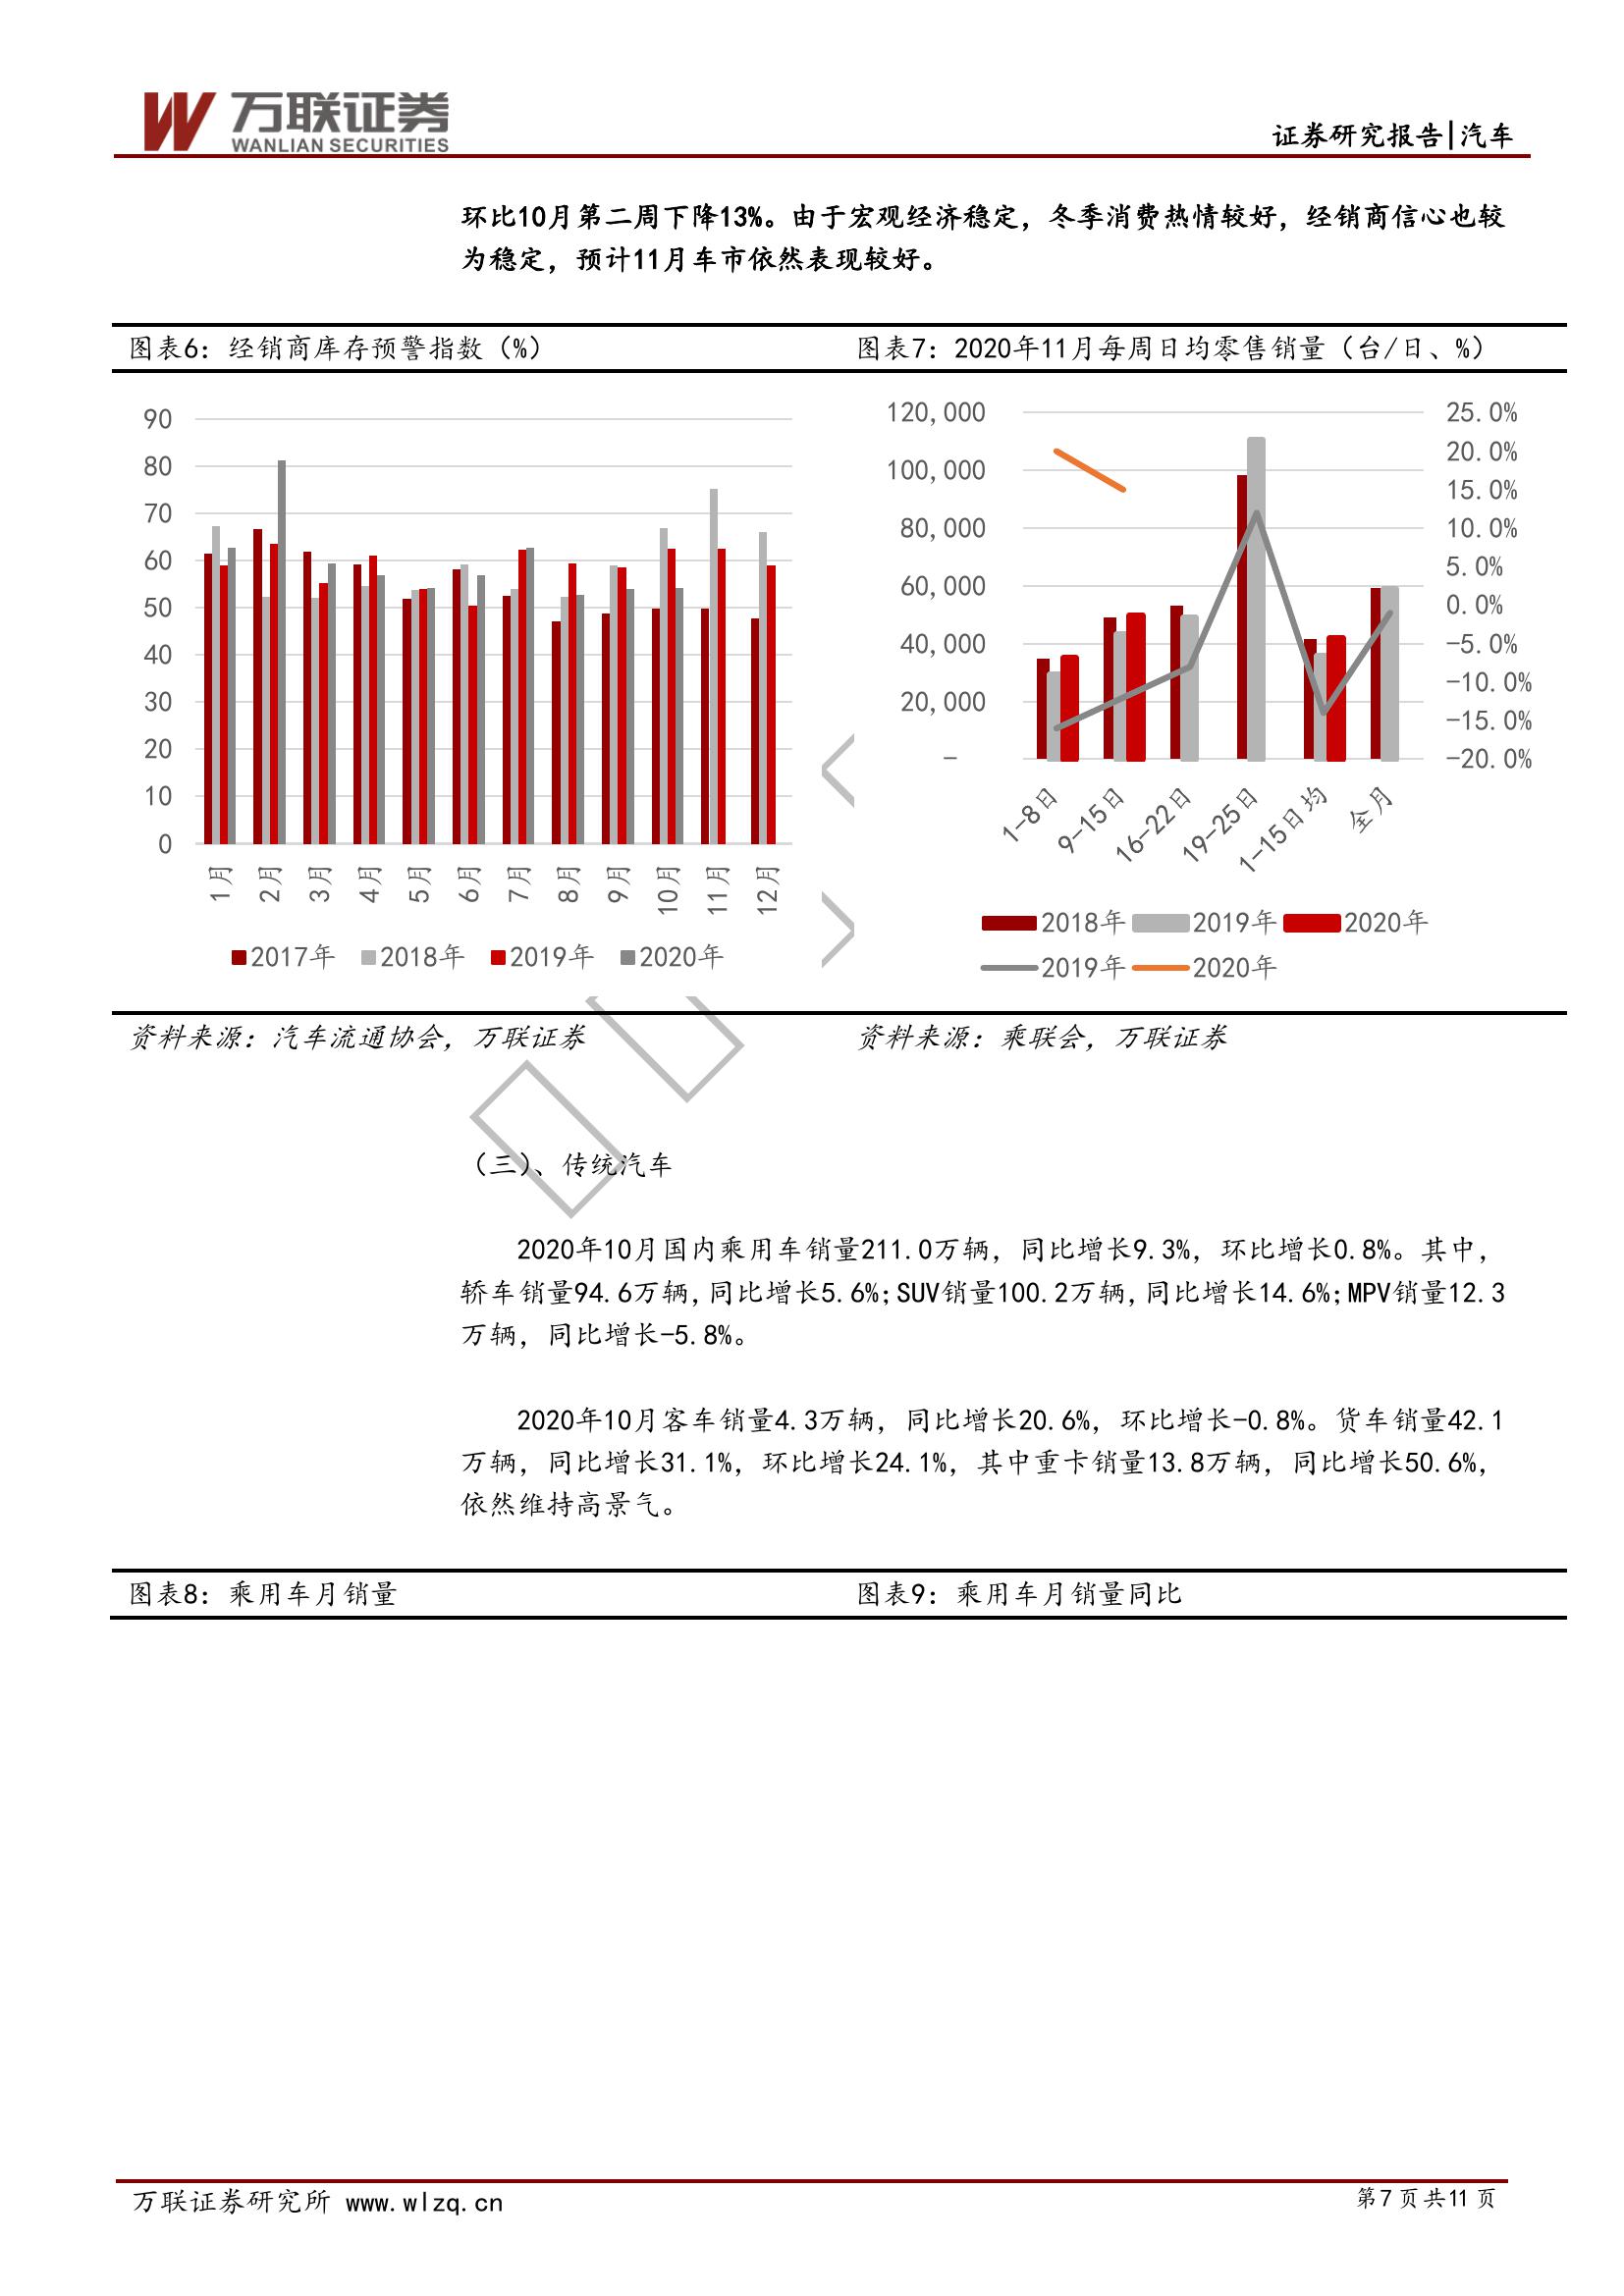 万联证券
WANLIAN SECURITIES
证券研究报告|汽车
环比10月第二周下降13%。由于宏观经济稳定，冬季消费热情较好，经销商信心也较
为稳定，预计11月车市依然表现较好。
图表6：经销商库存预警指数（%）
图表7：2020年11月每周日均零售销量（台/日、%）
90
80
70
60
50
40
30
20
10
0
1月
2月
3月
4月
5月
6月
7月
8月
9月
10月
11月
12月
2017年 2018年 2019年 2020年
120,000
100,000
80,000
60,000
40,000
20,000
-
25.0%
20.0%
15.0%
10.0%
5.0%
0.0%
-5.0%
-10.0%
-15.0%
-20.0%
1-8日
9-15日
16-22日
19-25日
1-15日均
全月
2018年 2019年 2020年
2019年 2020年
资料来源：汽车流通协会，万联证券
资料来源：乘联会，万联证券
（三）、传统汽车
2020年10月国内乘用车销量211.0万辆，同比增长9.3%，环比增长0.8%。其中，
轿车销量94.6万辆，同比增长5.6%；SUV销量100.2万辆，同比增长14.6%；MPV销量12.3
万辆，同比增长-5.8%。
2020年10月客车销量4.3万辆，同比增长20.6%，环比增长-0.8%。货车销量42.1
万辆，同比增长31.1%，环比增长24.1%，其中重卡销量13.8万辆，同比增长50.6%，
依然维持高景气。
图表8：乘用车月销量
图表9：乘用车月销量同比
万联证券研究所 www.wlzq.cn
第7页共11页